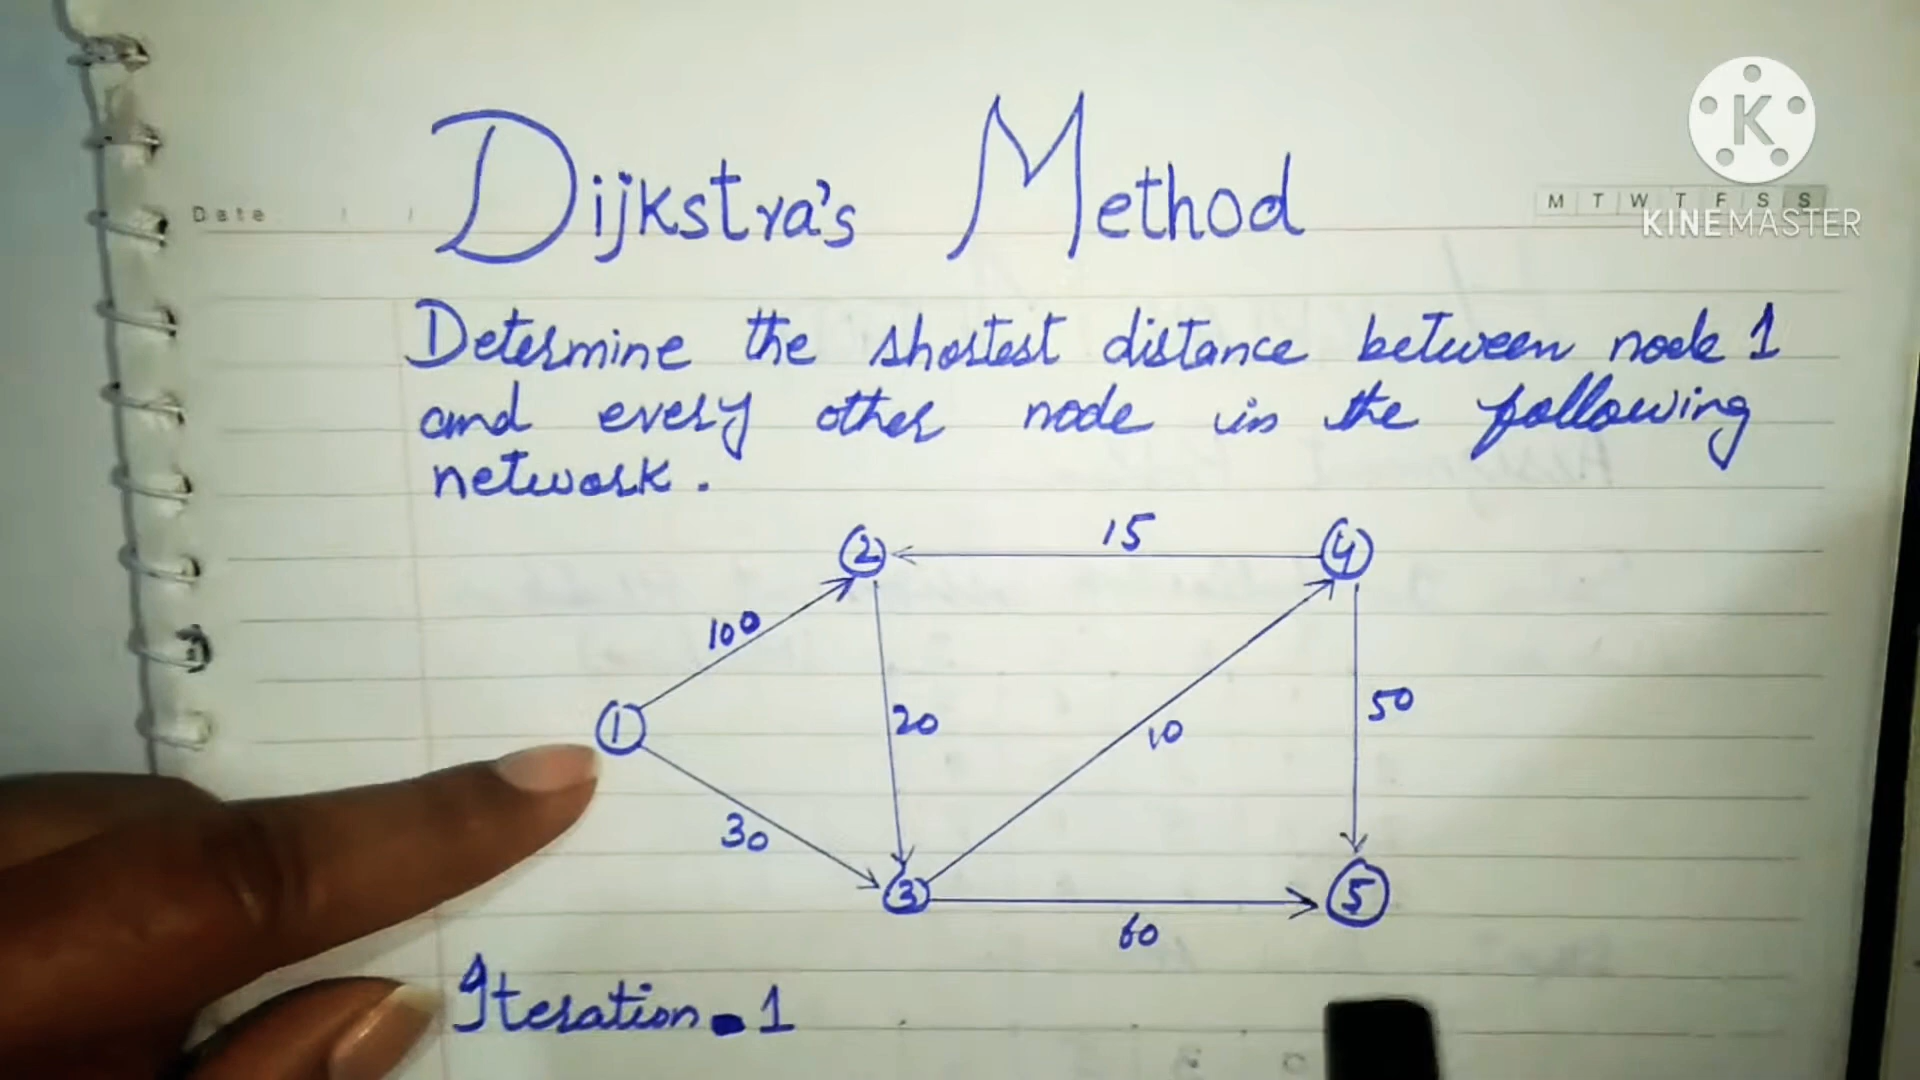 K
KINEMASTER
Date
M T W T F S S
Dijkstra's Method
Determine the shortest distance between node 1
and every other node in the following
network.
2
15
4
100
1
20
10
50
30
3
5
60
Iteration-1